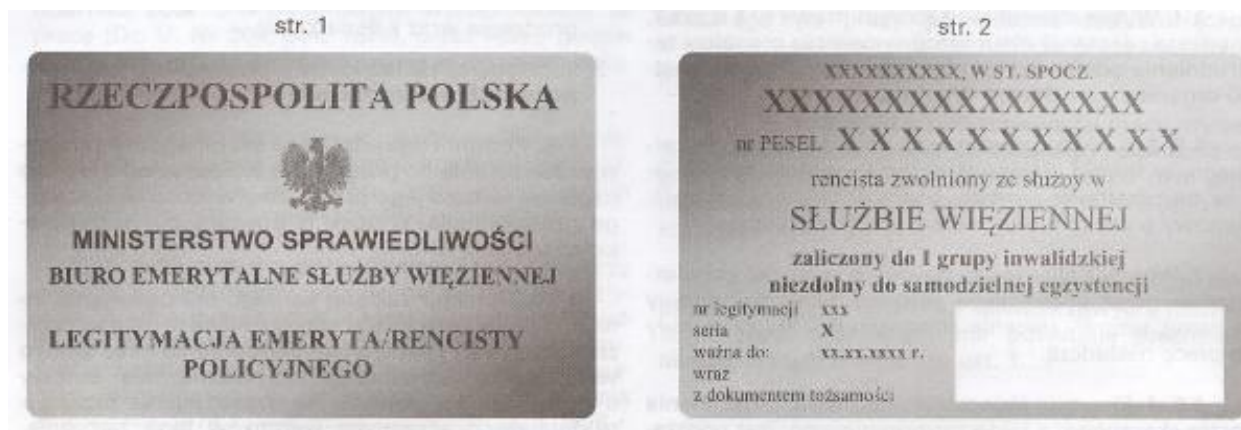 str. 1
RZECZPOSPOLITA POLSKA
MINISTERSTWO SPRAWIEDLIWOŚCI
BIURO EMERYTALNE SŁUŻBY WIĘZIENNEJ
LEGITYMACJA EMERYTA/RENCISTY
POLICYJNEGO
str. 2
XXXXXXXXXX, W ST. SPOCZ.
XXXXXXXXXXXXXXXX
nr PESEL X X X X X X X X X X X
rencista zwolniony ze służby w
SŁUŻBIE WIĘZIENNEJ
zaliczony do I grupy inwalidzkiej
niezdolny do samodzielnej egzystencji
nr legitymacji xxx
seria X
ważna do: xx.xx.xxxx r.
wraz
z dokumentem tożsamości